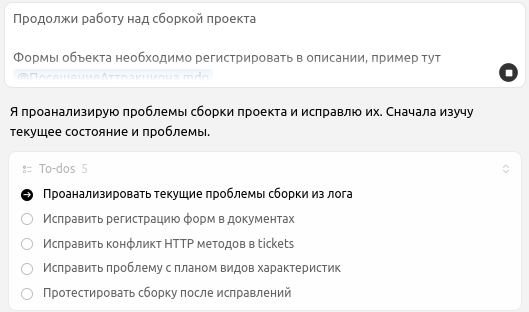 Продолжи работу над сборкой проекта
Формы объекта необходимо регистрировать в описании, пример тут
@ПосещениеАттракциона.mdo
Я проанализирую проблемы сборки проекта и исправлю их. Сначала изучу
текущее состояние и проблемы.
To-dos 5
Проанализировать текущие проблемы сборки из лога
Исправить регистрацию форм в документах
Исправить конфликт HTTP методов в tickets
Исправить проблему с планом видов характеристик
Протестировать сборку после исправлений